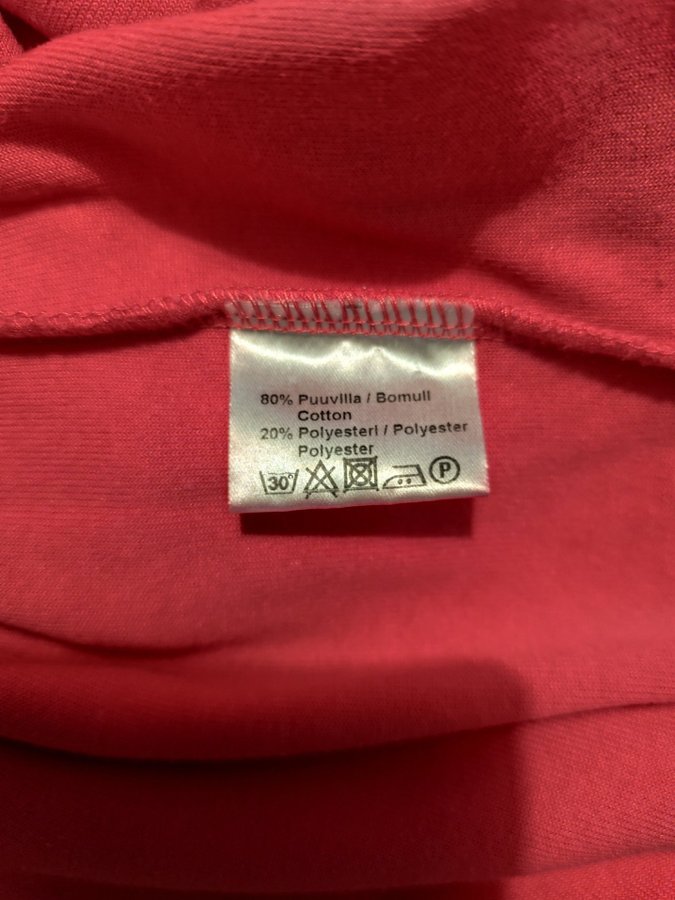 80% Puuvilla / Bomull
Cotton
20% Polyesteri / Polyester
Polyester
30°
P